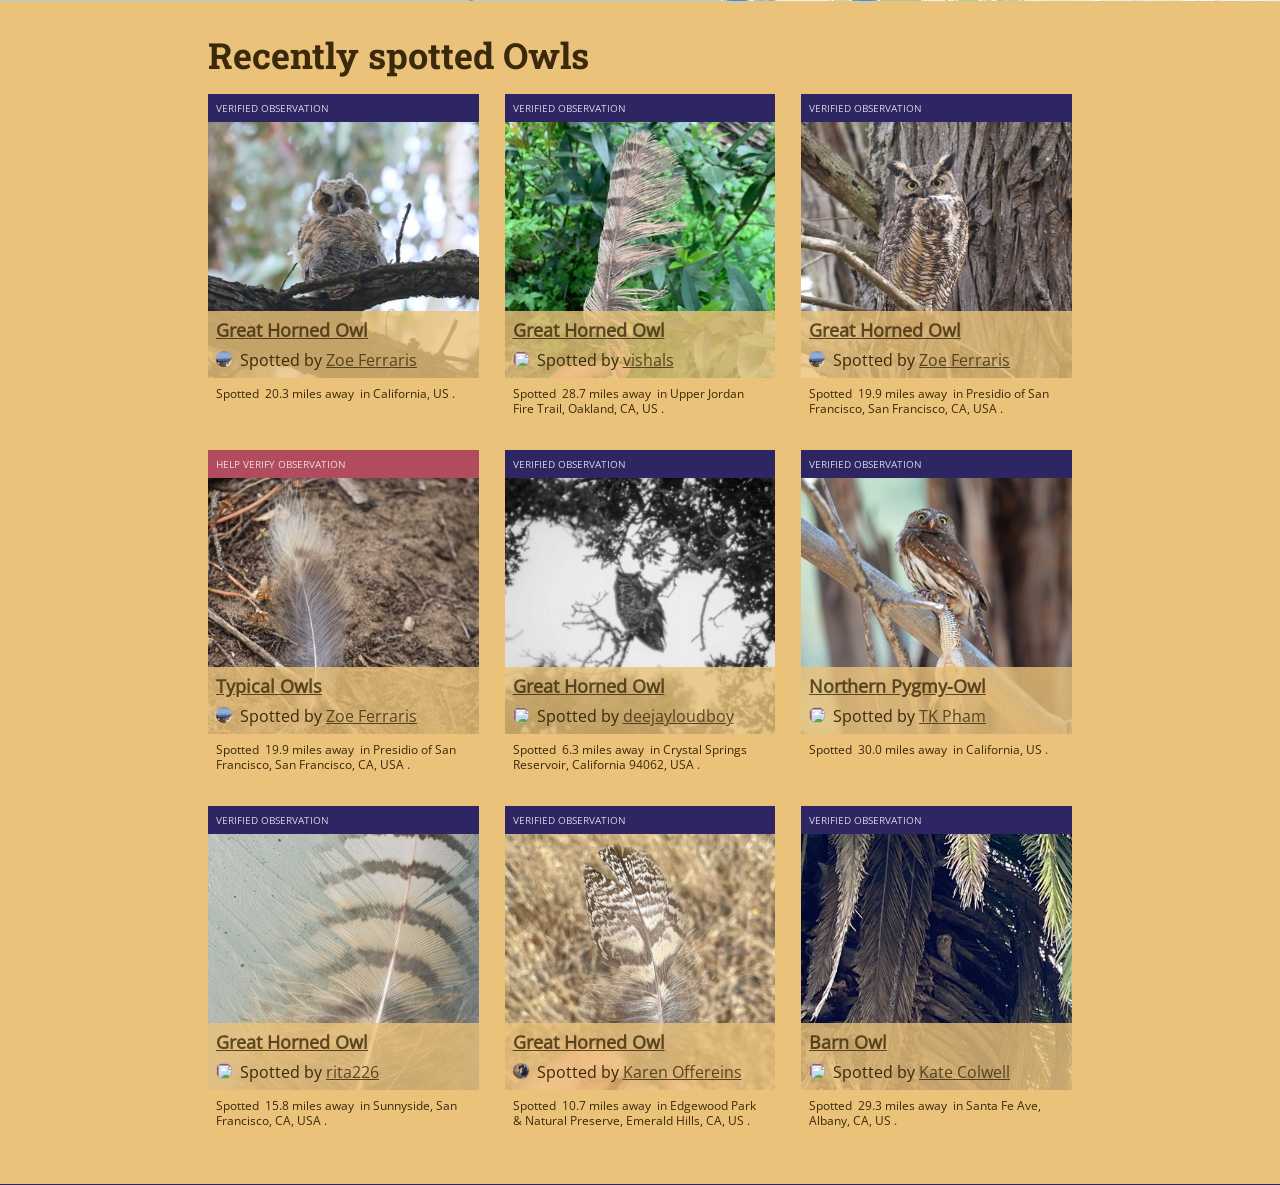 Recently spotted Owls
VERIFIED OBSERVATION
Great Horned Owl
Spotted by Zoe Ferraris
Spotted 20.3 miles away in California, US .
VERIFIED OBSERVATION
Great Horned Owl
Spotted by vishals
Spotted 28.7 miles away in Upper Jordan
Fire Trail, Oakland, CA, US .
VERIFIED OBSERVATION
Great Horned Owl
Spotted by Zoe Ferraris
Spotted 19.9 miles away in Presidio of San
Francisco, San Francisco, CA, USA .
HELP VERIFY OBSERVATION
Typical Owls
Spotted by Zoe Ferraris
Spotted 19.9 miles away in Presidio of San
Francisco, San Francisco, CA, USA .
VERIFIED OBSERVATION
Great Horned Owl
Spotted by deejayloudboy
Spotted 6.3 miles away in Crystal Springs
Reservoir, California 94062, USA .
VERIFIED OBSERVATION
Northern Pygmy-Owl
Spotted by TK Pham
Spotted 30.0 miles away in California, US .
VERIFIED OBSERVATION
Great Horned Owl
Spotted by rita226
Spotted 15.8 miles away in Sunnyside, San
Francisco, CA, USA .
VERIFIED OBSERVATION
Great Horned Owl
Spotted by Karen Offereins
Spotted 10.7 miles away in Edgewood Park
& Natural Preserve, Emerald Hills, CA, US .
VERIFIED OBSERVATION
Barn Owl
Spotted by Kate Colwell
Spotted 29.3 miles away in Santa Fe Ave,
Albany, CA, US .